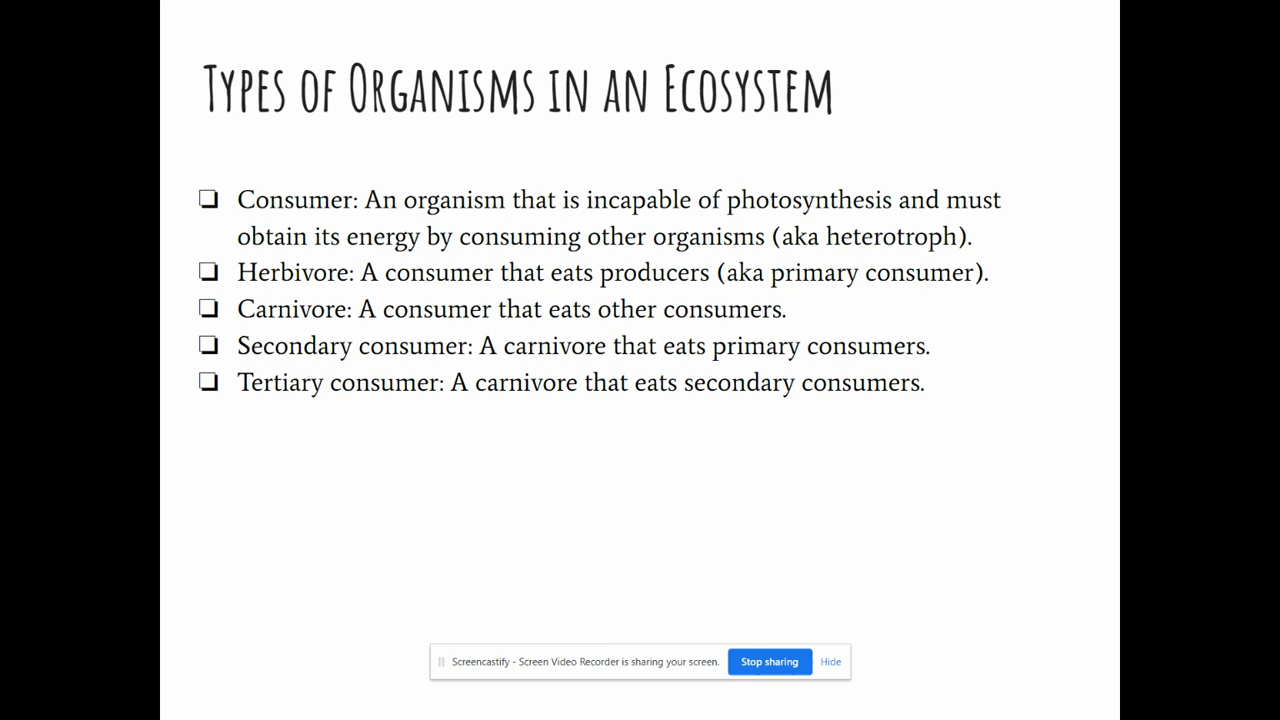 Types of Organisms in an Ecosystem
❏ Consumer: An organism that is incapable of photosynthesis and must
obtain its energy by consuming other organisms (aka heterotroph).
❏ Herbivore: A consumer that eats producers (aka primary consumer).
❏ Carnivore: A consumer that eats other consumers.
❏ Secondary consumer: A carnivore that eats primary consumers.
❏ Tertiary consumer: A carnivore that eats secondary consumers.
Screencastify - Screen Video Recorder is sharing your screen. Stop sharing Hide